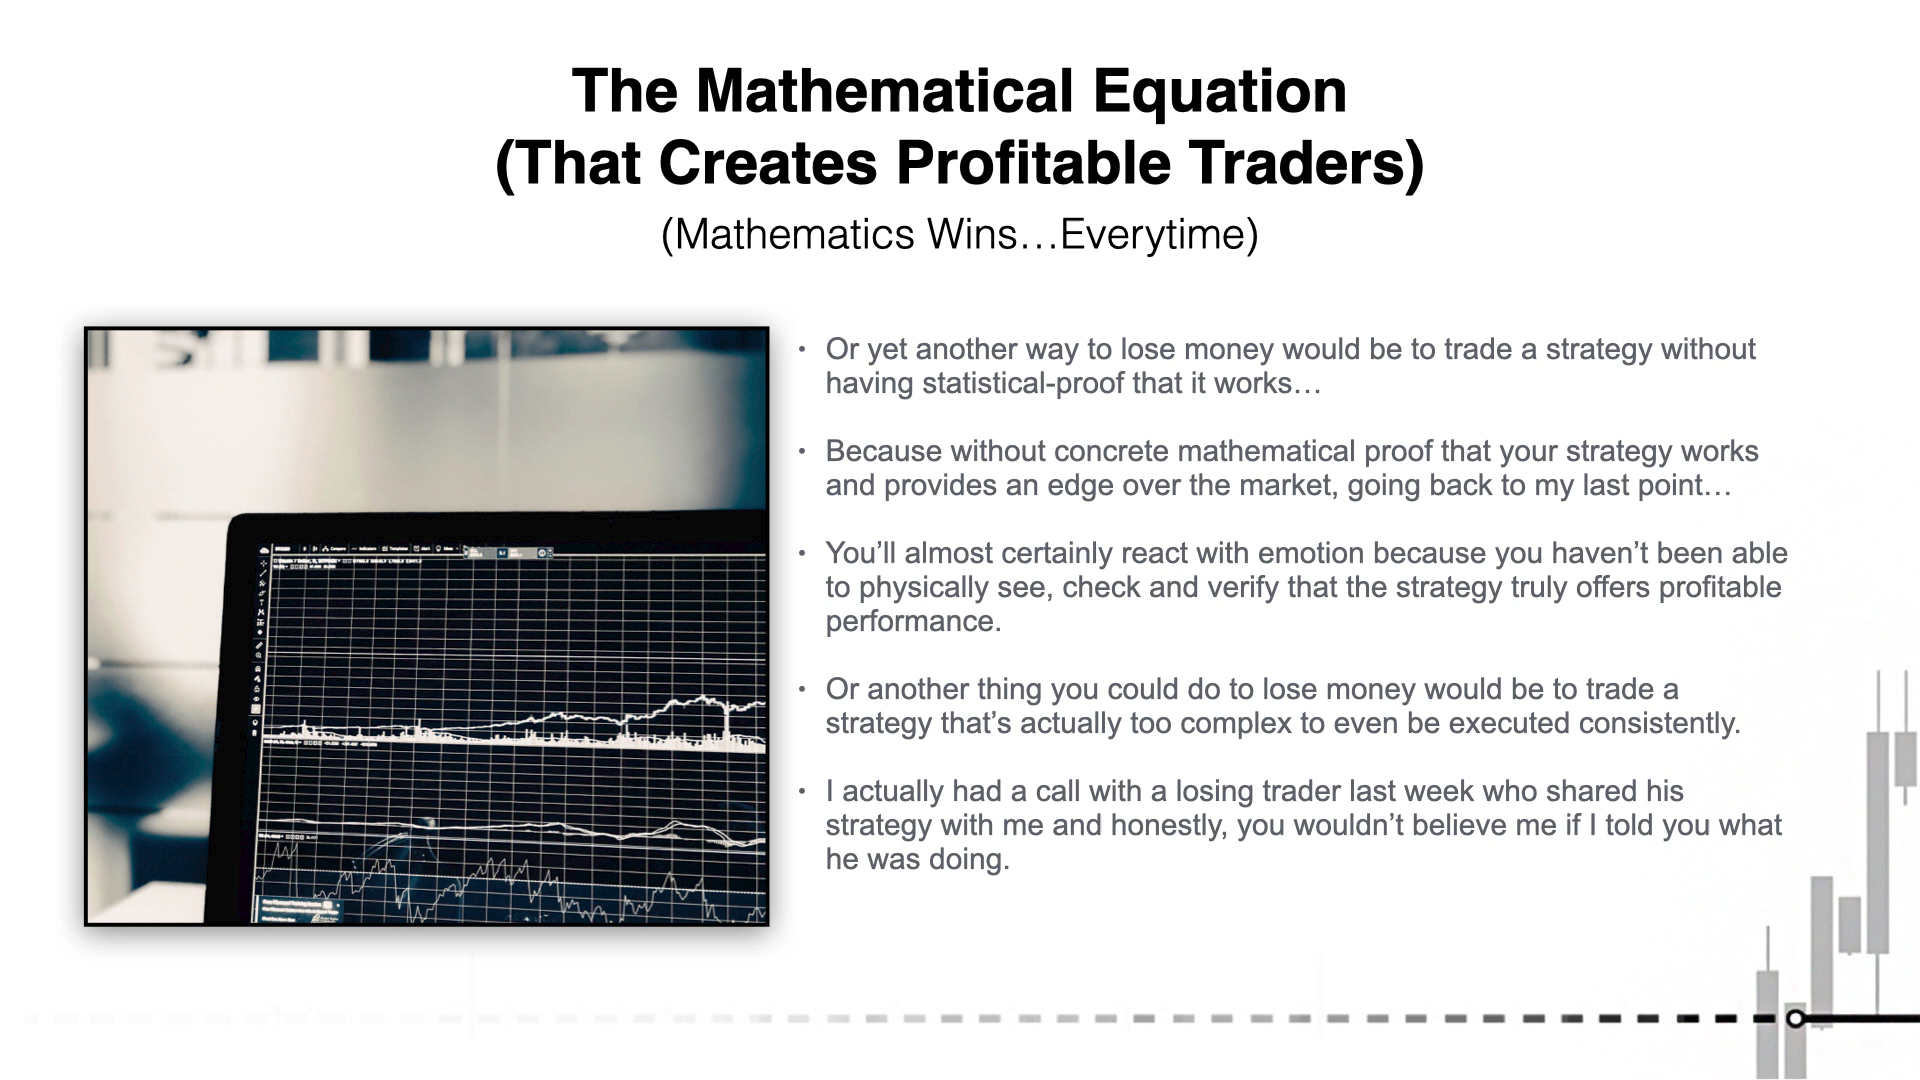 The Mathematical Equation
(That Creates Profitable Traders)
(Mathematics Wins…Everytime)
• Or yet another way to lose money would be to trade a strategy without
having statistical-proof that it works…
• Because without concrete mathematical proof that your strategy works
and provides an edge over the market, going back to my last point…
• You’ll almost certainly react with emotion because you haven’t been able
to physically see, check and verify that the strategy truly offers profitable
performance.
• Or another thing you could do to lose money would be to trade a
strategy that’s actually too complex to even be executed consistently.
• I actually had a call with a losing trader last week who shared his
strategy with me and honestly, you wouldn’t believe me if I told you what
he was doing.
Compare Indicators Templates Alert